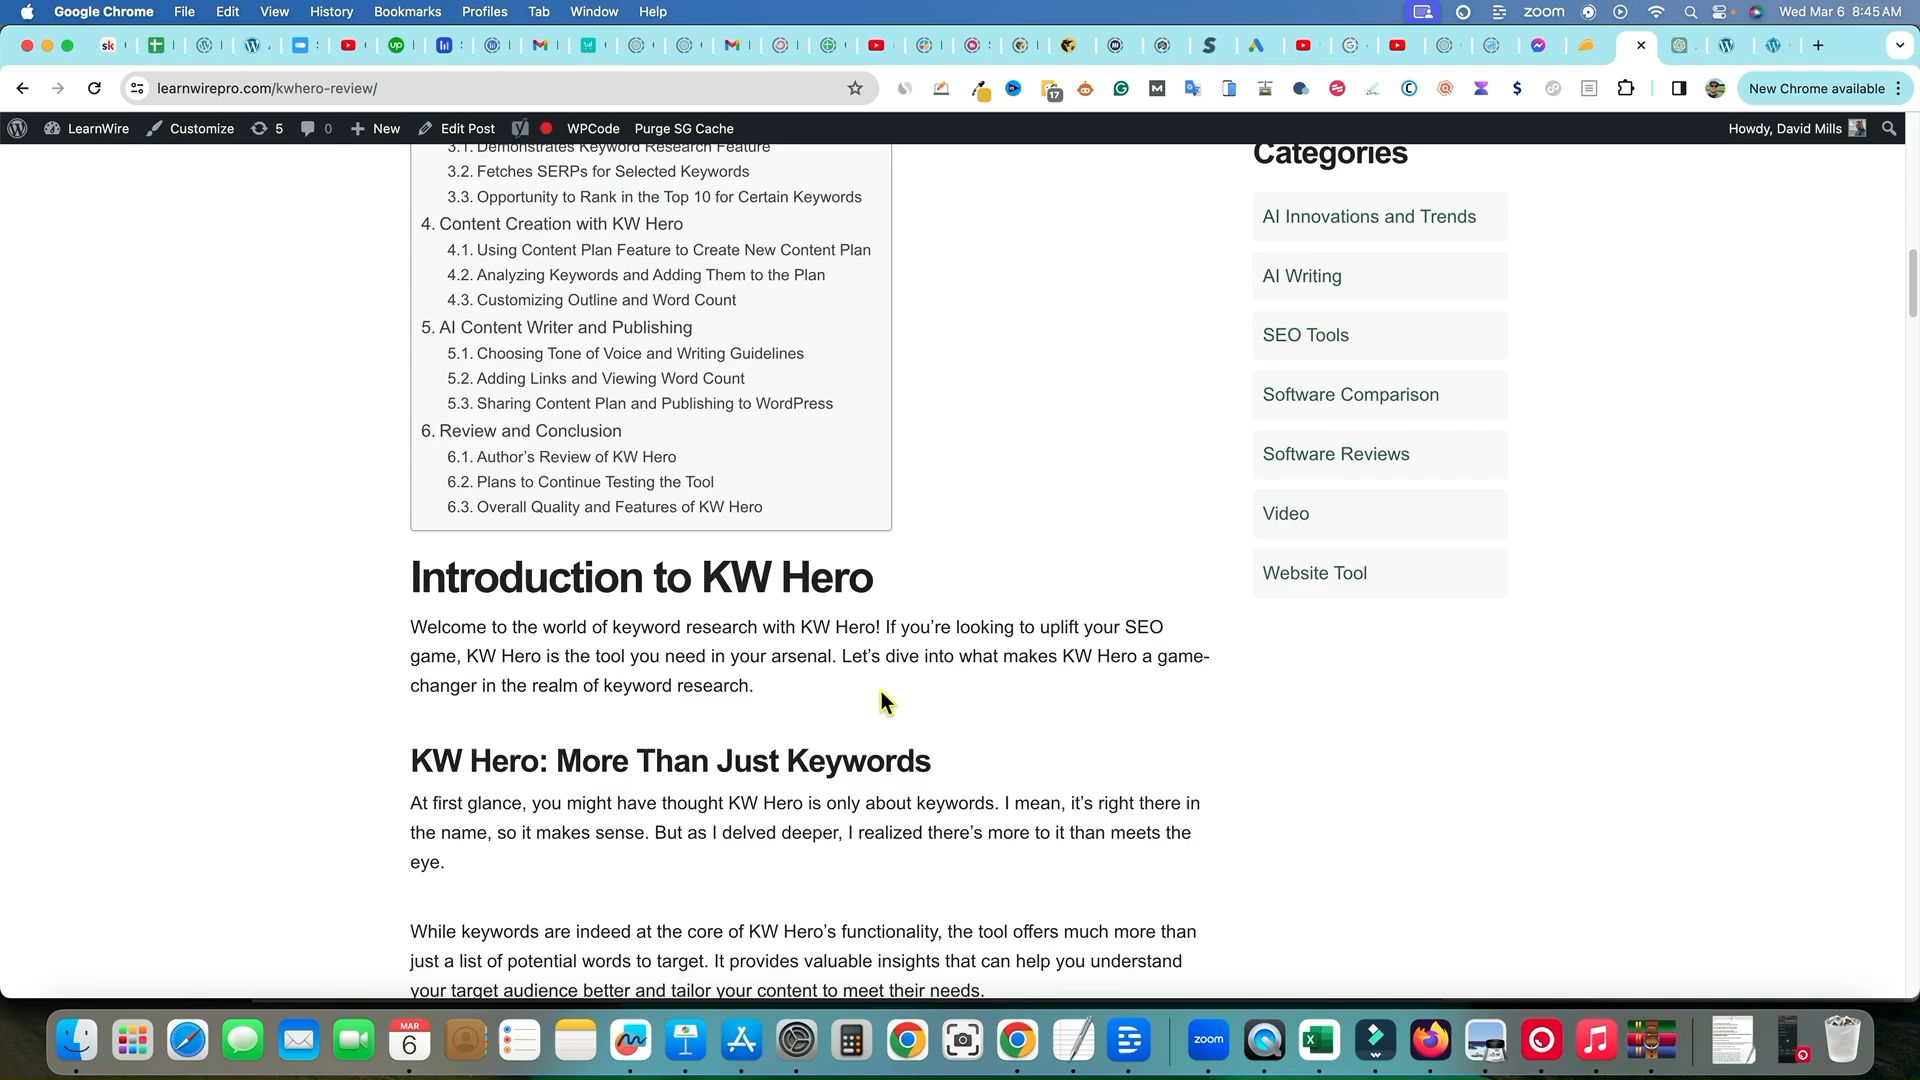 Google Chrome File Edit View History Bookmarks Profiles Tab Window Help zoom Wed Mar 6 8:45 AM
learnwirepro.com/kwhero-review/ 17 New Chrome available
LearnWire Customize 5 0 New Edit Post WPCode Purge SG Cache Howdy, David Mills
3.1. Demonstrates Keyword Research Feature
3.2. Fetches SERPs for Selected Keywords
3.3. Opportunity to Rank in the Top 10 for Certain Keywords
4. Content Creation with KW Hero
4.1. Using Content Plan Feature to Create New Content Plan
4.2. Analyzing Keywords and Adding Them to the Plan
4.3. Customizing Outline and Word Count
5. AI Content Writer and Publishing
5.1. Choosing Tone of Voice and Writing Guidelines
5.2. Adding Links and Viewing Word Count
5.3. Sharing Content Plan and Publishing to WordPress
6. Review and Conclusion
6.1. Author’s Review of KW Hero
6.2. Plans to Continue Testing the Tool
6.3. Overall Quality and Features of KW Hero
Introduction to KW Hero
Welcome to the world of keyword research with KW Hero! If you’re looking to uplift your SEO
game, KW Hero is the tool you need in your arsenal. Let’s dive into what makes KW Hero a game-
changer in the realm of keyword research.
KW Hero: More Than Just Keywords
At first glance, you might have thought KW Hero is only about keywords. I mean, it’s right there in
the name, so it makes sense. But as I delved deeper, I realized there’s more to it than meets the
eye.
While keywords are indeed at the core of KW Hero’s functionality, the tool offers much more than
just a list of potential words to target. It provides valuable insights that can help you understand
your target audience better and tailor your content to meet their needs.
Categories
AI Innovations and Trends
AI Writing
SEO Tools
Software Comparison
Software Reviews
Video
Website Tool
MAR
6
zoom